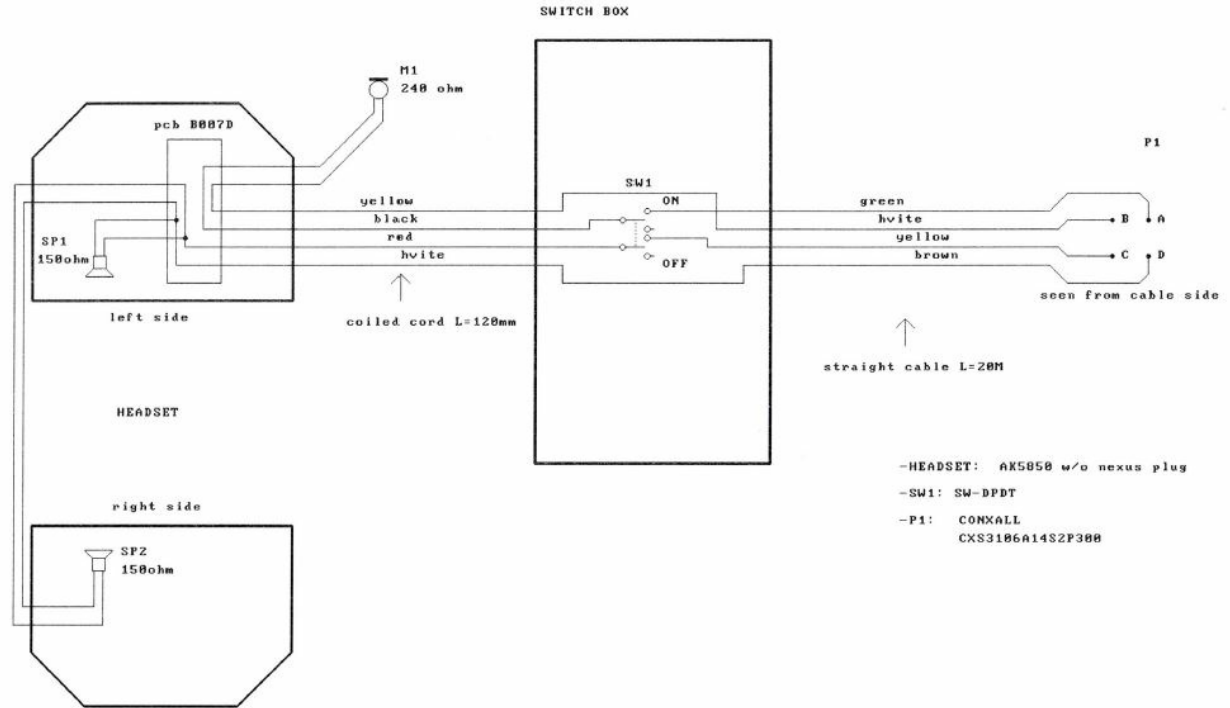 SWITCH BOX
M1
240 ohm
pcb B007D
P1
SW1
ON
yellow
green
black
hvite
B
A
red
yellow
SP1
150ohm
hvite
OFF
brown
C
D
seen from cable side
left side
coiled cord L=120mm
straight cable L=20M
HEADSET
-HEADSET: AK5850 w/o nexus plug
-SW1: SW-DPDT
right side
-P1: CONXALL
CXS3106A14S2P300
SP2
150ohm